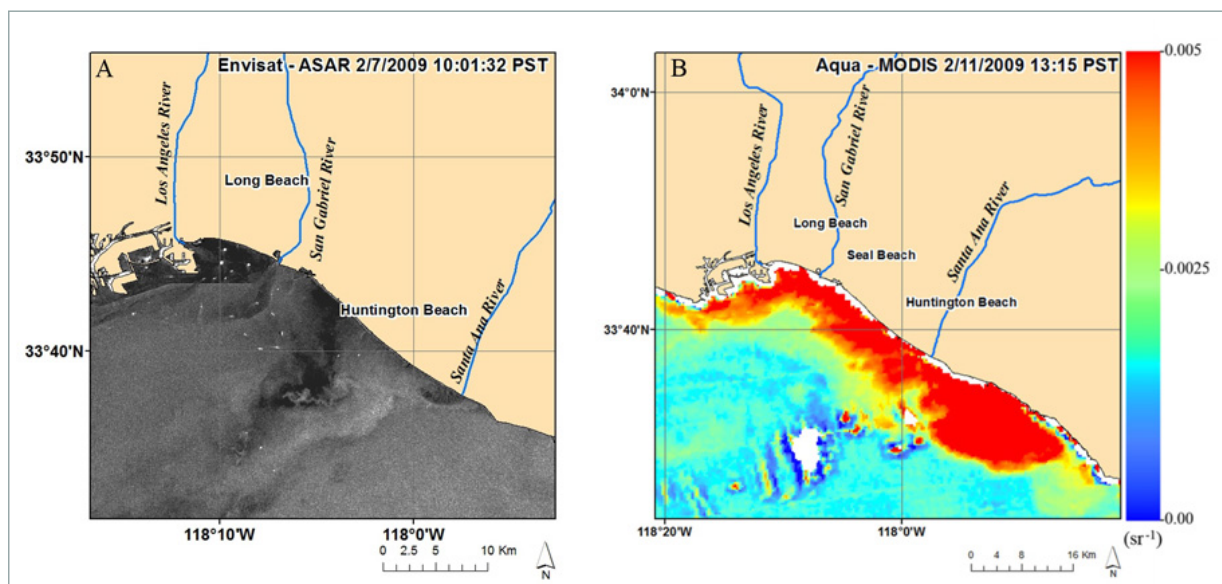 A
Envisat - ASAR 2/7/2009 10:01:32 PST
Los Angeles River
San Gabriel River
Santa Ana River
Long Beach
Huntington Beach
33°50'N
33°40'N
118°10'W
118°0'W
0 2.5 5 10 Km
N
B
Aqua - MODIS 2/11/2009 13:15 PST
Los Angeles River
San Gabriel River
Santa Ana River
Long Beach
Seal Beach
Huntington Beach
34°0'N
33°40'N
118°20'W
118°0'W
0 4 8 16 Km
N
0.005
0.0025
0.00
(sr⁻¹)